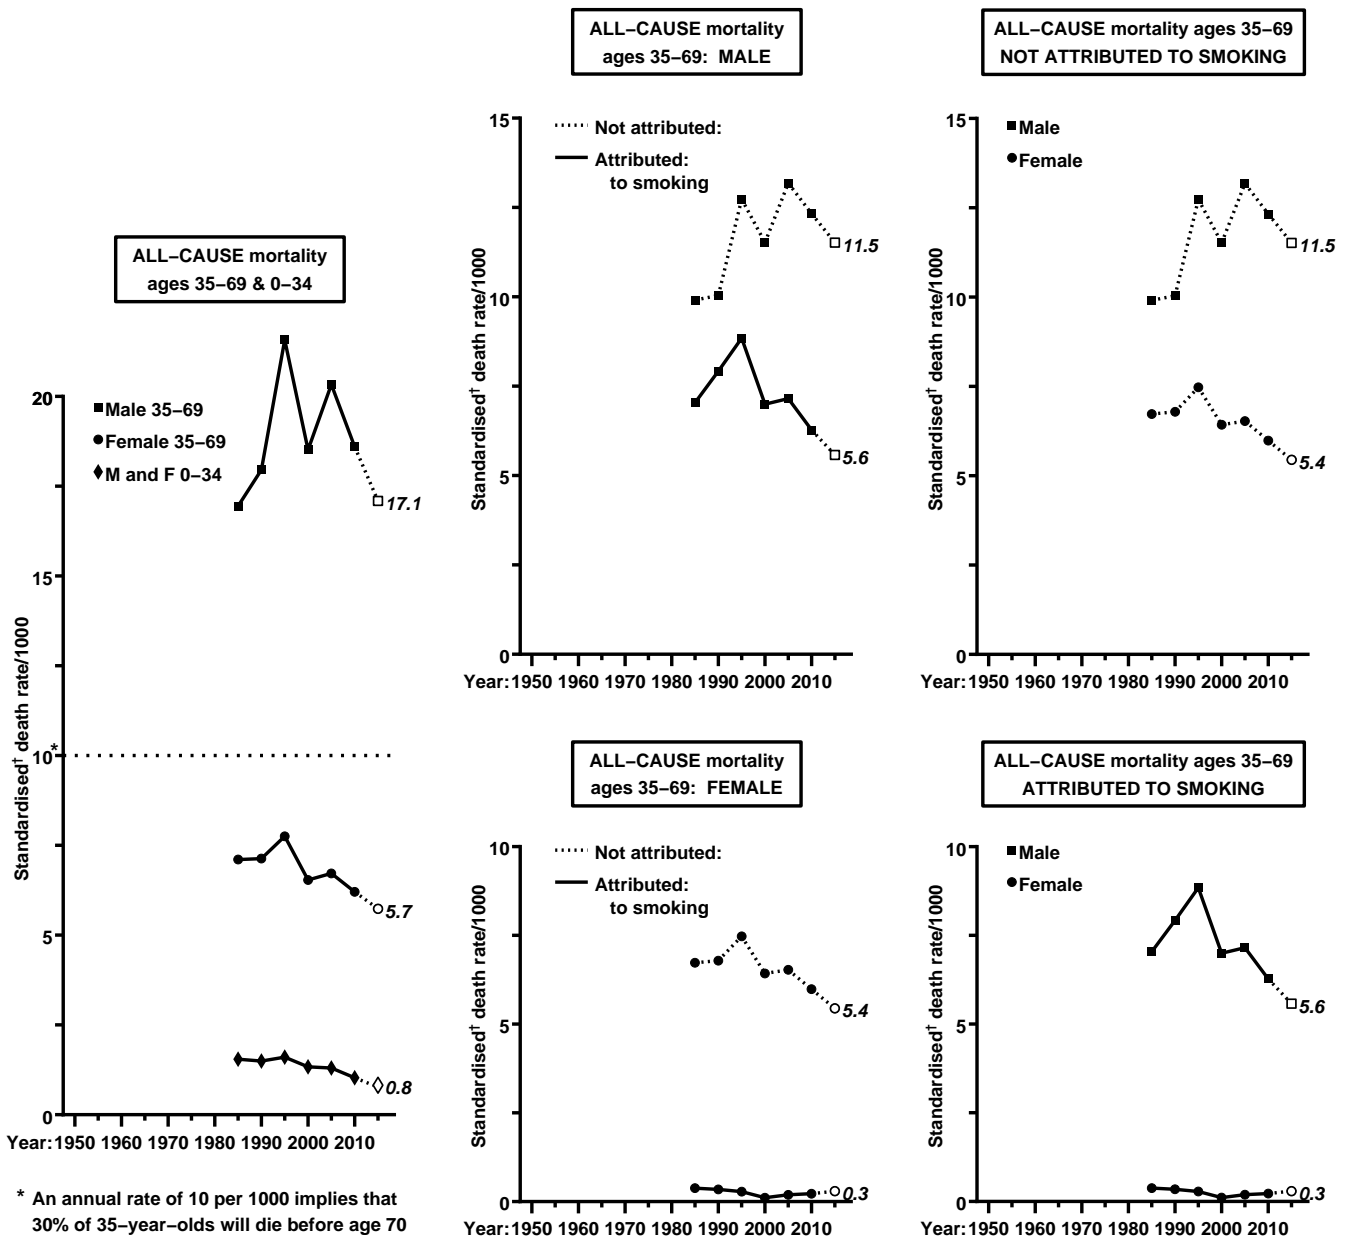 ALL−CAUSE mortality
ages 35−69 & 0−34
20
15
10
5
0
*
Standardised† death rate/1000
Male 35−69
Female 35−69
M and F 0−34
17.1
5.7
0.8
Year: 1950 1960 1970 1980 1990 2000 2010
* An annual rate of 10 per 1000 implies that
30% of 35−year−olds will die before age 70
ALL−CAUSE mortality
ages 35−69: MALE
15
10
5
0
Standardised† death rate/1000
Not attributed:
Attributed:
to smoking
11.5
5.6
Year: 1950 1960 1970 1980 1990 2000 2010
ALL−CAUSE mortality ages 35−69
NOT ATTRIBUTED TO SMOKING
15
10
5
0
Standardised† death rate/1000
Male
Female
11.5
5.4
Year: 1950 1960 1970 1980 1990 2000 2010
ALL−CAUSE mortality
ages 35−69: FEMALE
10
5
0
Standardised† death rate/1000
Not attributed:
Attributed:
to smoking
5.4
0.3
Year: 1950 1960 1970 1980 1990 2000 2010
ALL−CAUSE mortality ages 35−69
ATTRIBUTED TO SMOKING
10
5
0
Standardised† death rate/1000
Male
Female
5.6
0.3
Year: 1950 1960 1970 1980 1990 2000 2010